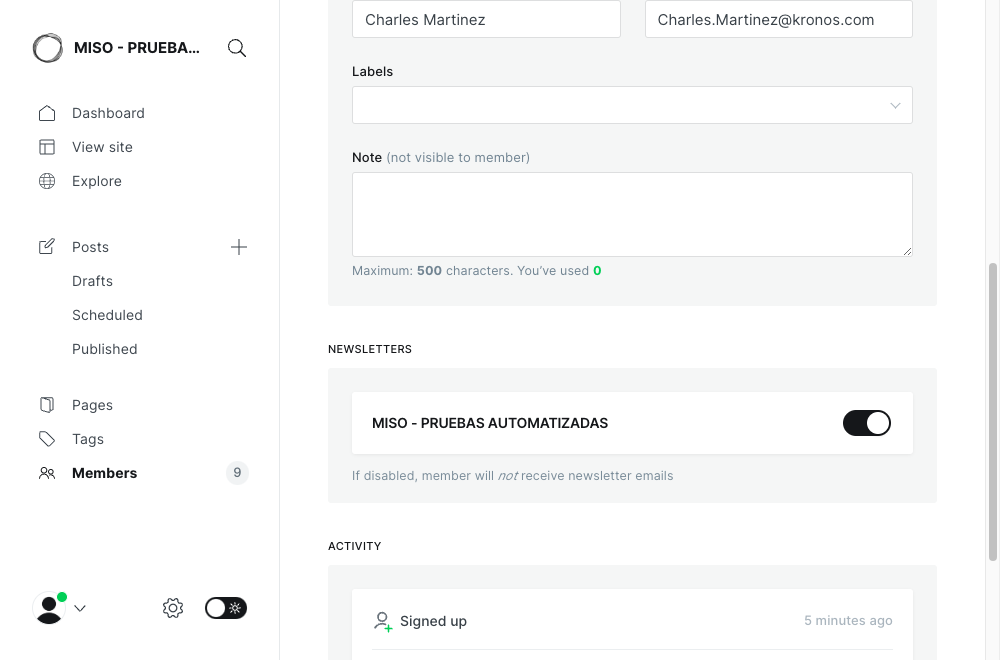 MISO - PRUEBA...
Dashboard
View site
Explore
Posts
Drafts
Scheduled
Published
Pages
Tags
Members 9
Charles Martinez
Charles.Martinez@kronos.com
Labels
Note (not visible to member)
Maximum: 500 characters. You’ve used 0
NEWSLETTERS
MISO - PRUEBAS AUTOMATIZADAS
If disabled, member will not receive newsletter emails
ACTIVITY
Signed up 5 minutes ago